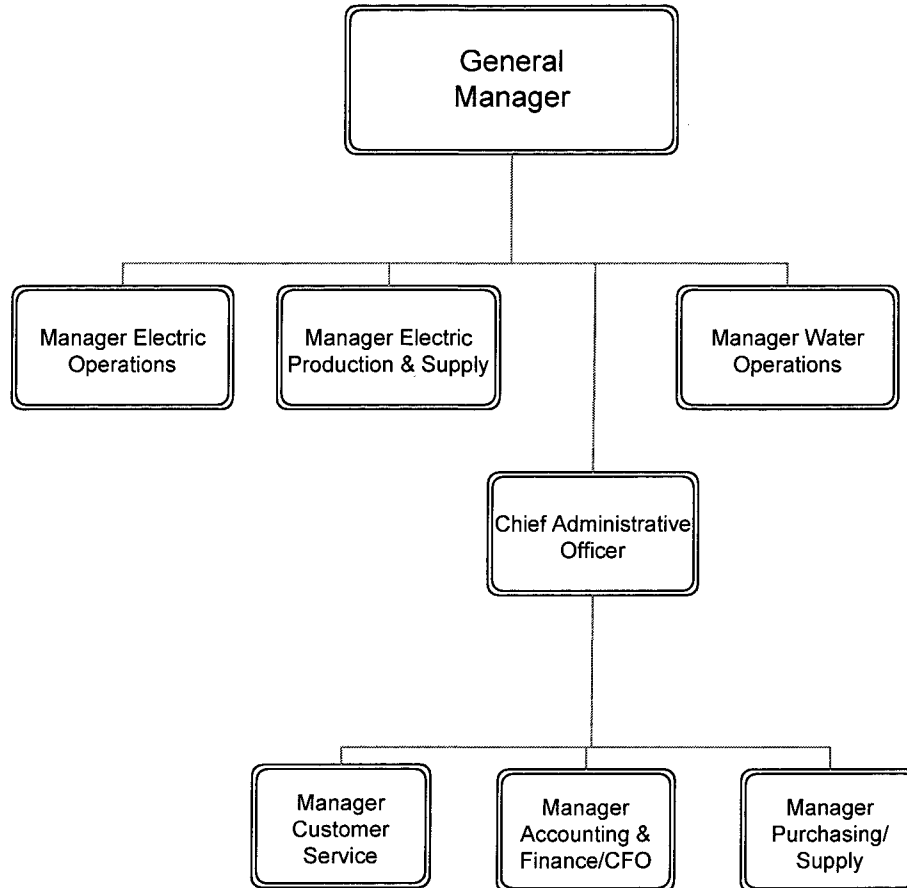 General
Manager
Manager Electric
Operations
Manager Electric
Production & Supply
Manager Water
Operations
Chief Administrative
Officer
Manager
Customer
Service
Manager
Accounting &
Finance/CFO
Manager
Purchasing/
Supply